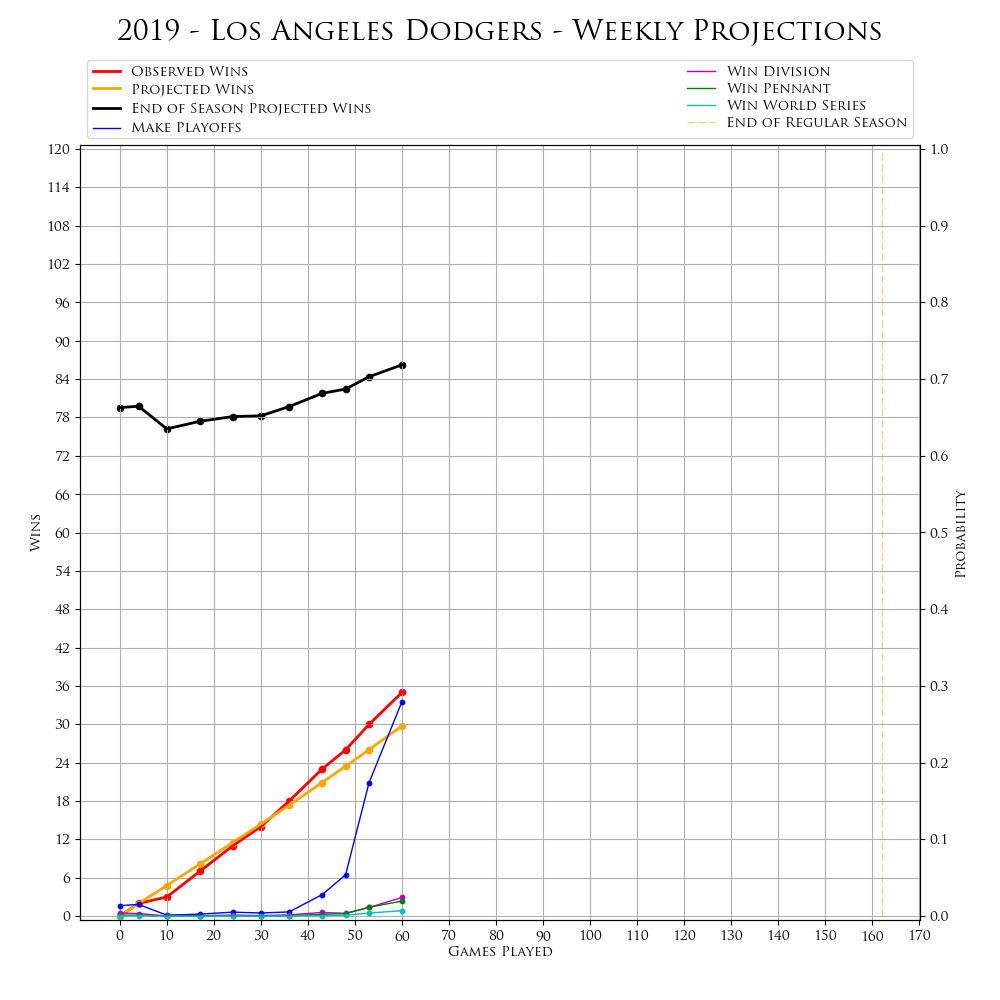 2019 - Los Angeles Dodgers - Weekly Projections
Observed Wins
Projected Wins
End of Season Projected Wins
Make Playoffs
Win Division
Win Pennant
Win World Series
End of Regular Season
120
114
108
102
96
90
84
78
72
66
60
54
48
42
36
30
24
18
12
6
0
Wins
1.0
0.9
0.8
0.7
0.6
0.5
0.4
0.3
0.2
0.1
0.0
Probability
0 10 20 30 40 50 60 70 80 90 100 110 120 130 140 150 160 170
Games Played